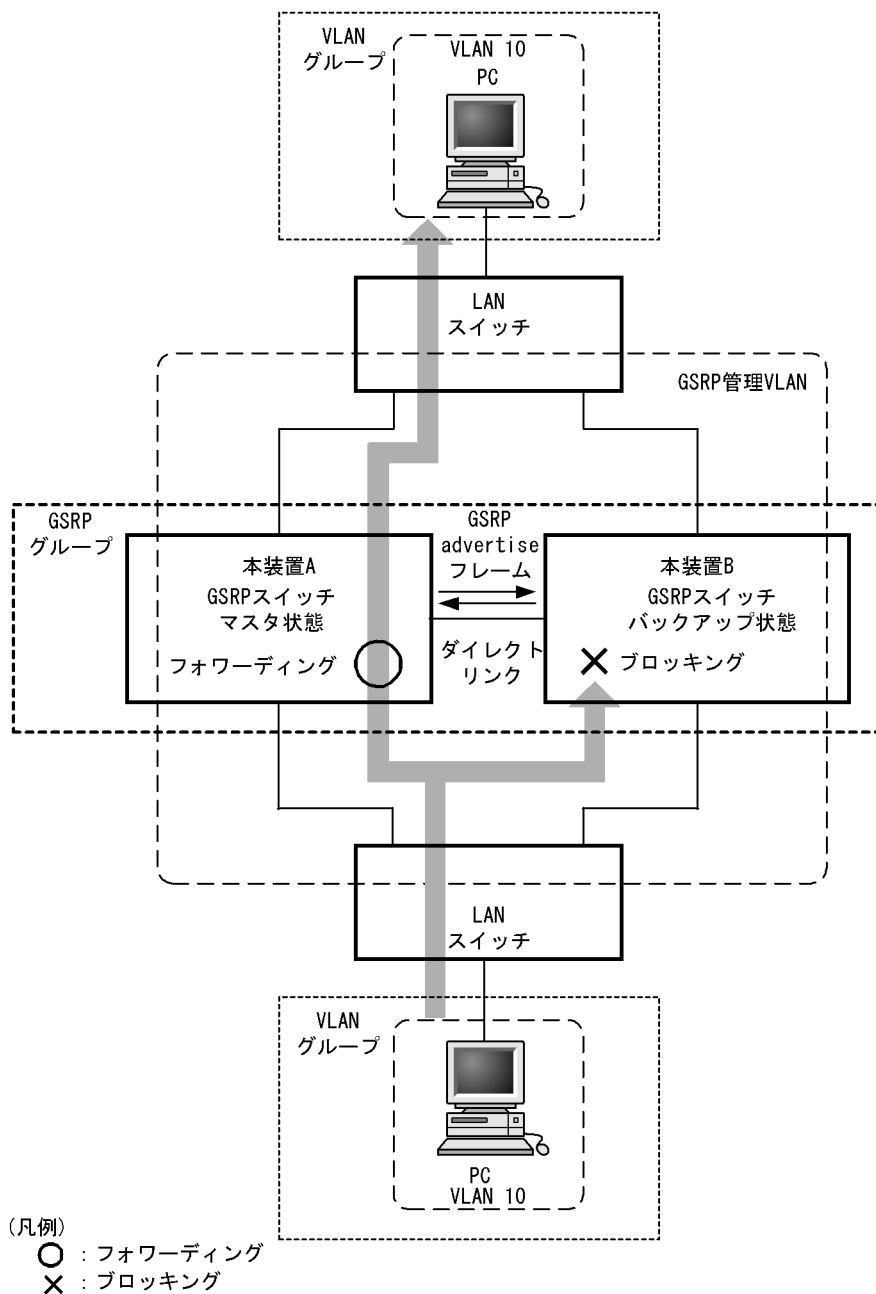 VLAN
グループ
VLAN 10
PC
LAN
スイッチ
GSRP管理VLAN
GSRP
グループ
GSRP
advertise
フレーム
本装置A
GSRPスイッチ
マスタ状態
フォワーディング
ダイレクト
リンク
本装置B
GSRPスイッチ
バックアップ状態
ブロッキング
LAN
スイッチ
VLAN
グループ
PC
VLAN 10
(凡例)
○ : フォワーディング
× : ブロッキング